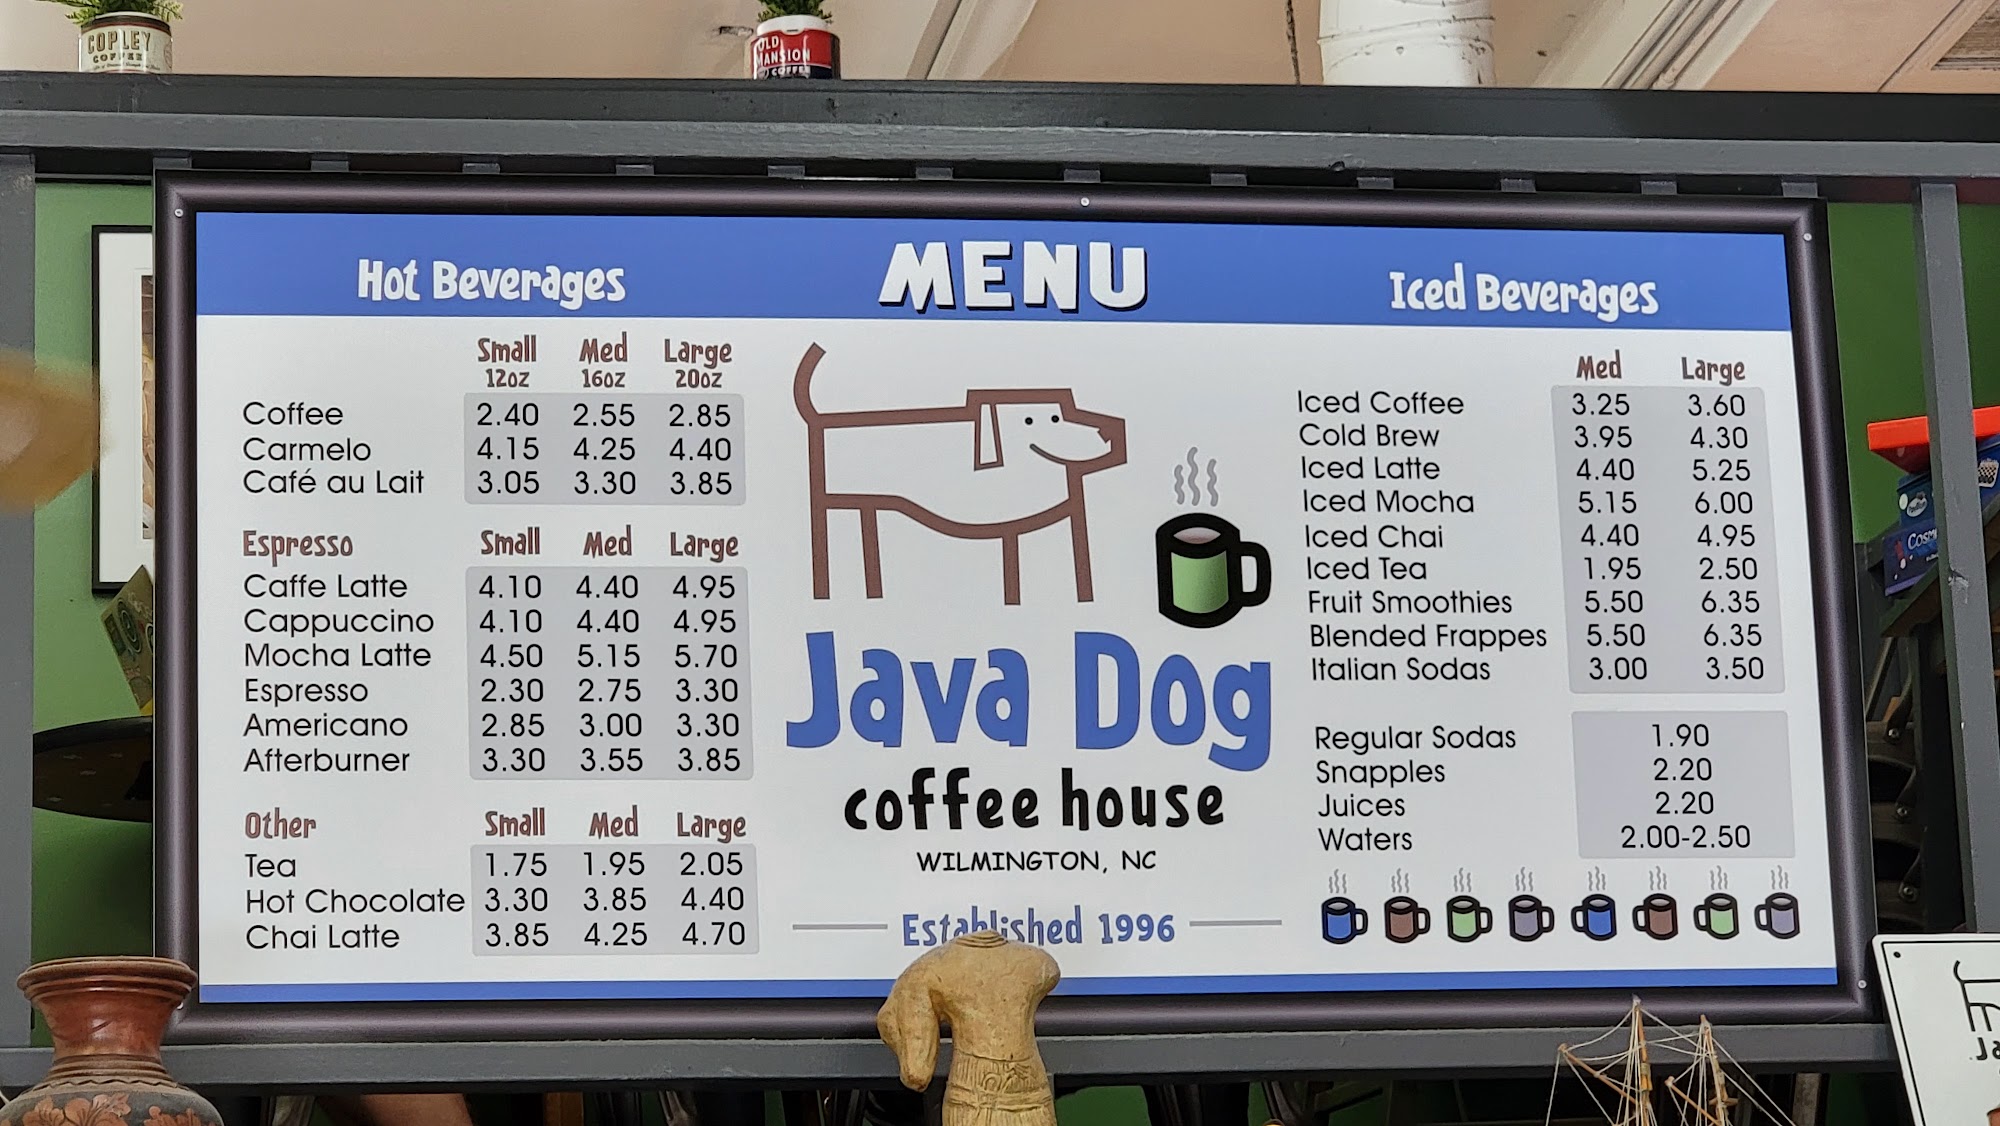 COPLEY
COFFEE
OLD
MANSION
COFFEE
MENU
Hot Beverages
Small Med Large
12oz 16oz 20oz
Coffee 2.40 2.55 2.85
Carmelo 4.15 4.25 4.40
Café au Lait 3.05 3.30 3.85
Espresso Small Med Large
Caffe Latte 4.10 4.40 4.95
Cappuccino 4.10 4.40 4.95
Mocha Latte 4.50 5.15 5.70
Espresso 2.30 2.75 3.30
Americano 2.85 3.00 3.30
Afterburner 3.30 3.55 3.85
Other Small Med Large
Tea 1.75 1.95 2.05
Hot Chocolate 3.30 3.85 4.40
Chai Latte 3.85 4.25 4.70
Java Dog
coffee house
WILMINGTON, NC
Established 1996
Iced Beverages
Med Large
Iced Coffee 3.25 3.60
Cold Brew 3.95 4.30
Iced Latte 4.40 5.25
Iced Mocha 5.15 6.00
Iced Chai 4.40 4.95
Iced Tea 1.95 2.50
Fruit Smoothies 5.50 6.35
Blended Frappes 5.50 6.35
Italian Sodas 3.00 3.50
Regular Sodas 1.90
Snapples 2.20
Juices 2.20
Waters 2.00-2.50